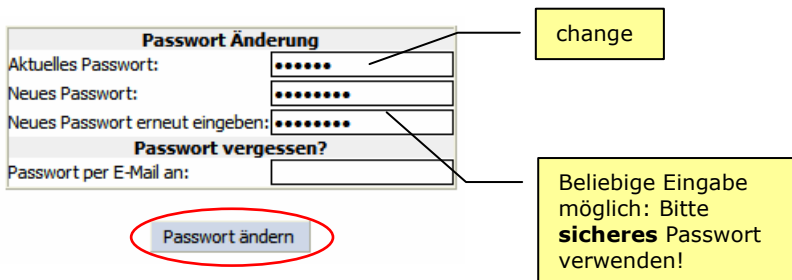 Passwort Änderung
Aktuelles Passwort: ●●●●●●
Neues Passwort: ●●●●●●●●
Neues Passwort erneut eingeben: ●●●●●●●●
Passwort vergessen?
Passwort per E-Mail an:
Passwort ändern
change
Beliebige Eingabe
möglich: Bitte
sicheres Passwort
verwenden!